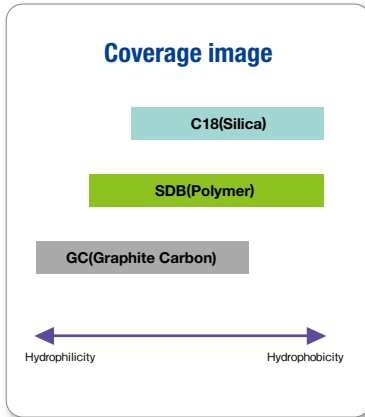 Coverage image
C18(Silica)
SDB(Polymer)
GC(Graphite Carbon)
Hydrophilicity Hydrophobicity